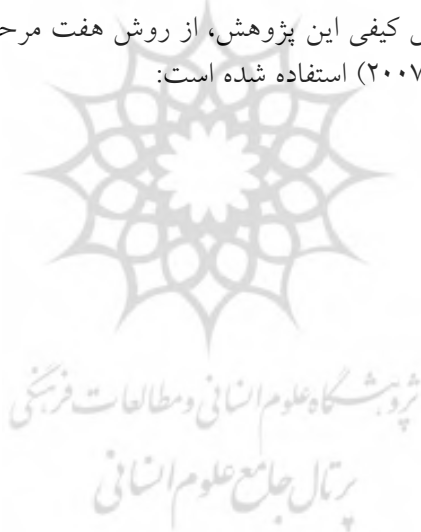 کیفی این پژوهش، از روش هفت
۲۰۰۷) استفاده شده است:
پژوهشگاه علوم انسانی و مطالعات فرهنگی
پرتال جامع علوم انسانی